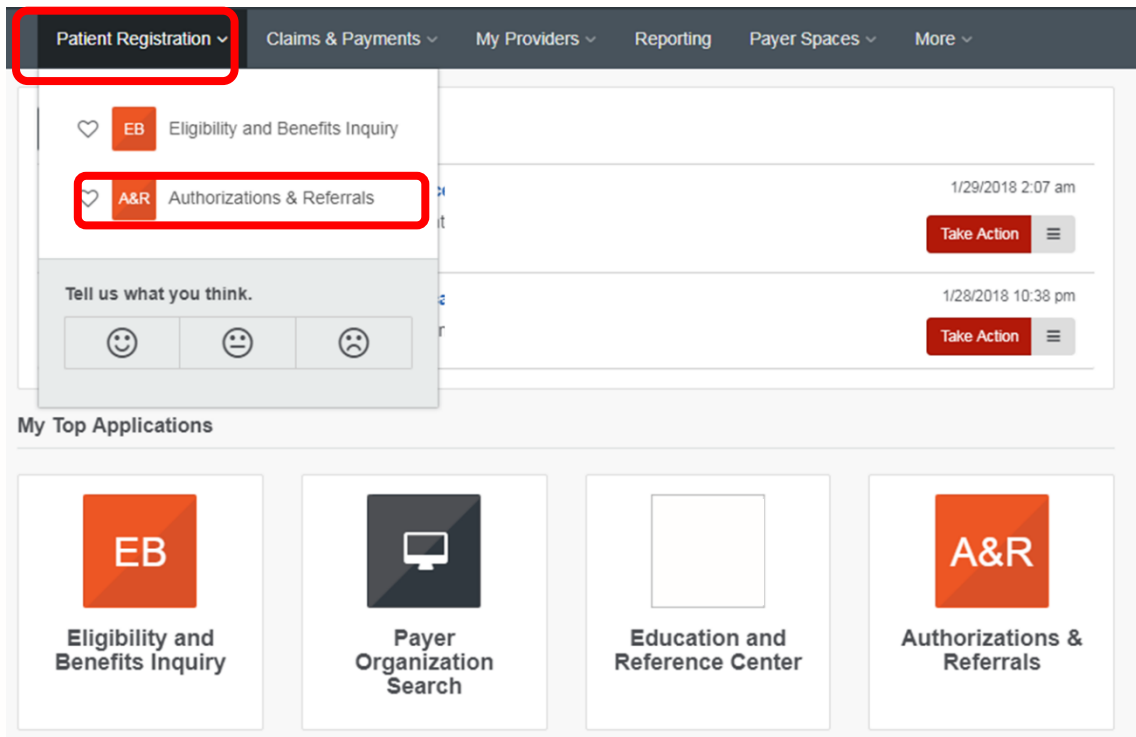 Patient Registration
Claims & Payments
My Providers
Reporting
Payer Spaces
More
EB
Eligibility and Benefits Inquiry
A&R
Authorizations & Referrals
1/29/2018 2:07 am
Take Action
Tell us what you think.
1/28/2018 10:38 pm
Take Action
My Top Applications
EB
Eligibility and
Benefits Inquiry
Payer
Organization
Search
Education and
Reference Center
A&R
Authorizations &
Referrals